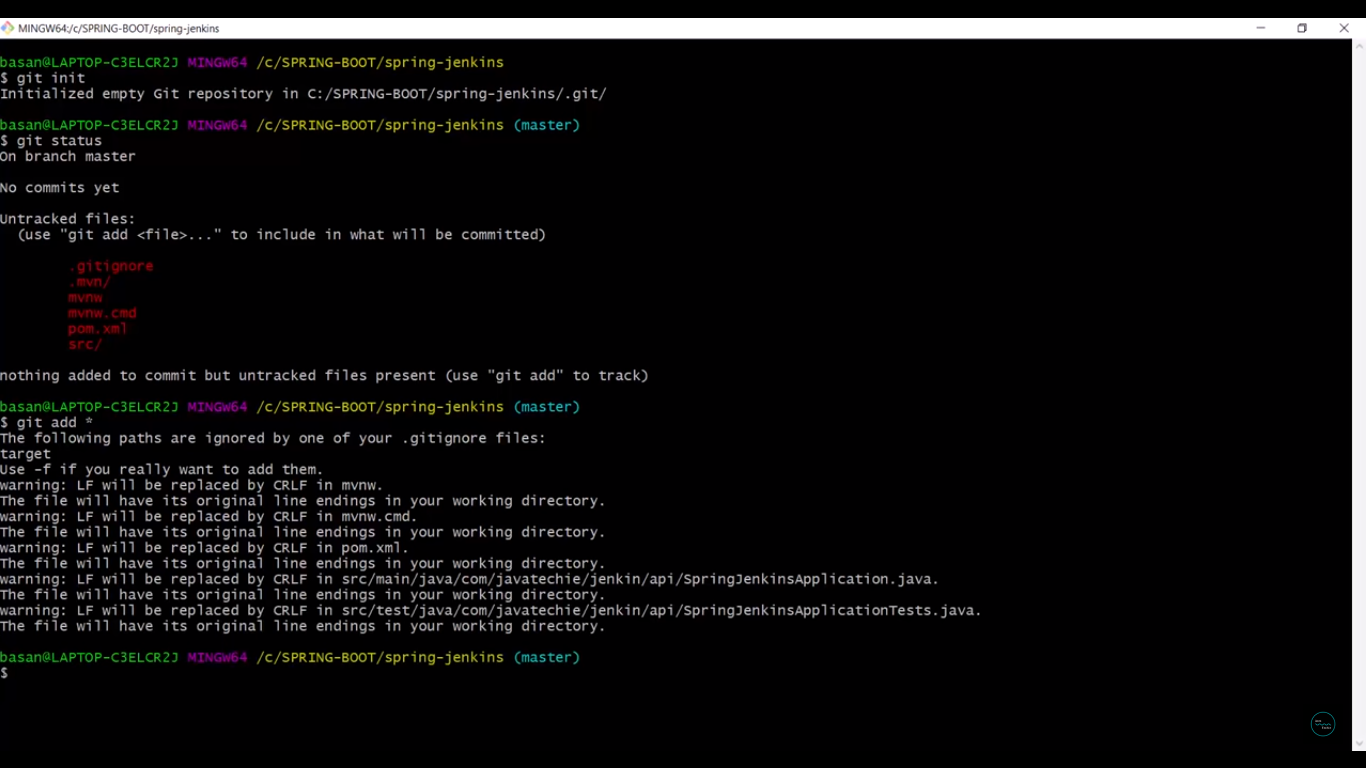 MINGW64:/c/SPRING-BOOT/spring-jenkins
basan@LAPTOP-C3ELCR2J MINGW64 /c/SPRING-BOOT/spring-jenkins
$ git init
Initialized empty Git repository in C:/SPRING-BOOT/spring-jenkins/.git/
basan@LAPTOP-C3ELCR2J MINGW64 /c/SPRING-BOOT/spring-jenkins (master)
$ git status
On branch master
No commits yet
Untracked files:
(use "git add <file>..." to include in what will be committed)
.gitignore
.mvn/
mvnw
mvnw.cmd
pom.xml
src/
nothing added to commit but untracked files present (use "git add" to track)
basan@LAPTOP-C3ELCR2J MINGW64 /c/SPRING-BOOT/spring-jenkins (master)
$ git add *
The following paths are ignored by one of your .gitignore files:
target
Use -f if you really want to add them.
warning: LF will be replaced by CRLF in mvnw.
The file will have its original line endings in your working directory.
warning: LF will be replaced by CRLF in mvnw.cmd.
The file will have its original line endings in your working directory.
warning: LF will be replaced by CRLF in pom.xml.
The file will have its original line endings in your working directory.
warning: LF will be replaced by CRLF in src/main/java/com/javatechie/jenkin/api/SpringJenkinsApplication.java.
The file will have its original line endings in your working directory.
warning: LF will be replaced by CRLF in src/test/java/com/javatechie/jenkin/api/SpringJenkinsApplicationTests.java.
The file will have its original line endings in your working directory.
basan@LAPTOP-C3ELCR2J MINGW64 /c/SPRING-BOOT/spring-jenkins (master)
$